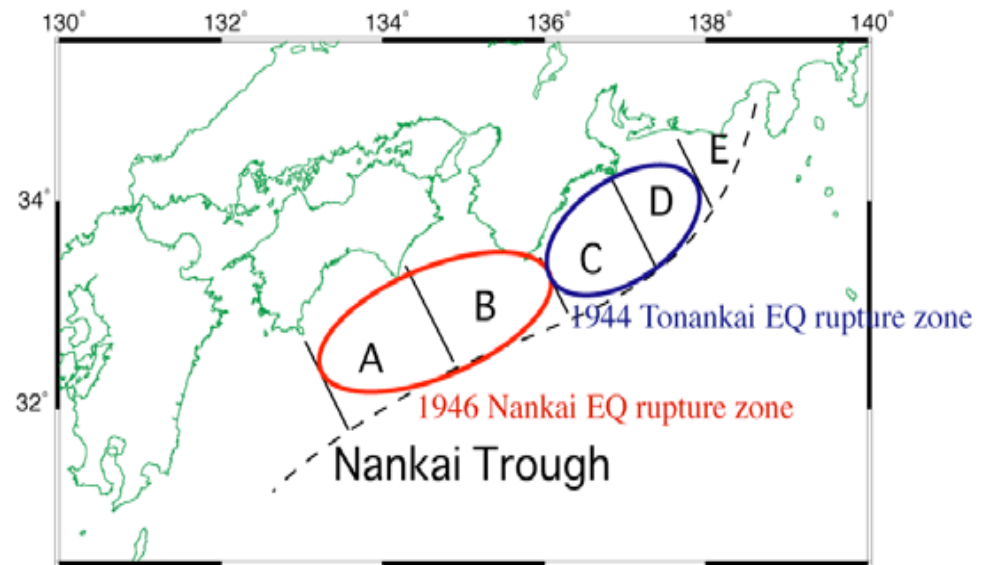 130° 132° 134° 136° 138° 140°
E
34°
D
C
B
1944 Tonankai EQ rupture zone
A
32°
1946 Nankai EQ rupture zone
Nankai Trough